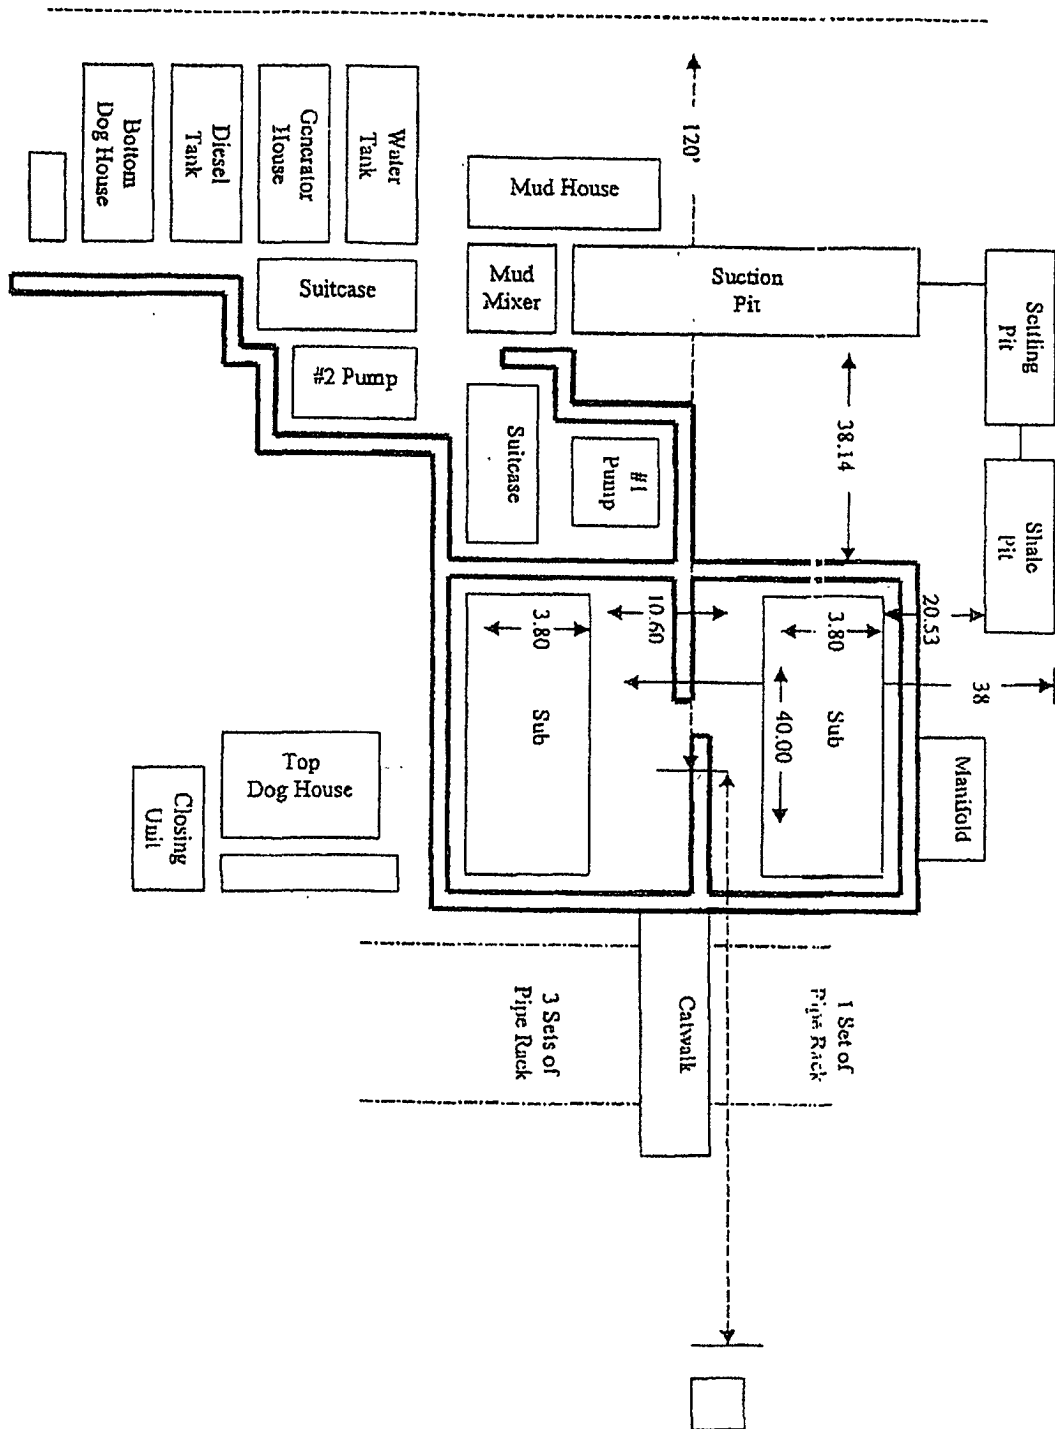 120'
Bottom
Dog House
Diesel
Tank
Generator
House
Water
Tank
Mud House
Mud
Mixer
Suction
Pit
Settling
Pit
Suitcase
#2 Pump
Suitcase
#1
Pump
38.14
Shale
Pit
20.53
10.60
3.80
3.80
38
Sub
Sub
40.00
Manifold
Top
Dog House
Closing
Unit
1 Set of
Pipe Rack
Catwalk
3 Sets of
Pipe Rack